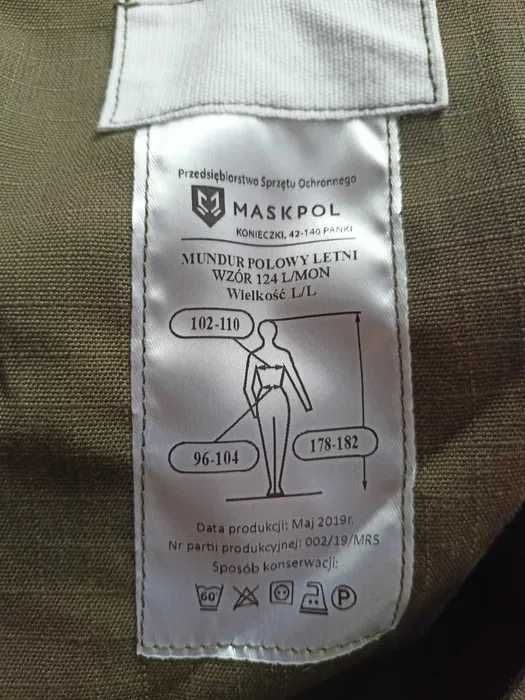 Przedsiębiorstwo Sprzętu Ochronnego
MASKPOL
KONIECZKI, 42-140 PANKI
MUNDUR POLOWY LETNI
WZÓR 124 L/MON
Wielkość L/L
102-110
96-104
178-182
Data produkcji: Maj 2019r.
Nr partii produkcyjnej: 002/19/MRS
Sposób konserwacji:
60°
P